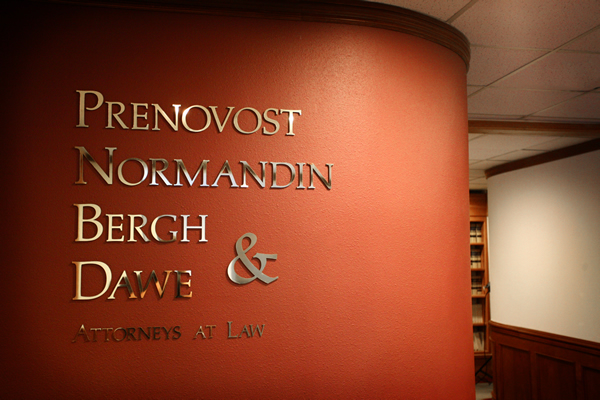 PRENOVOST
NORMANDIN
BERGH &
DAWE
ATTORNEYS AT LAW